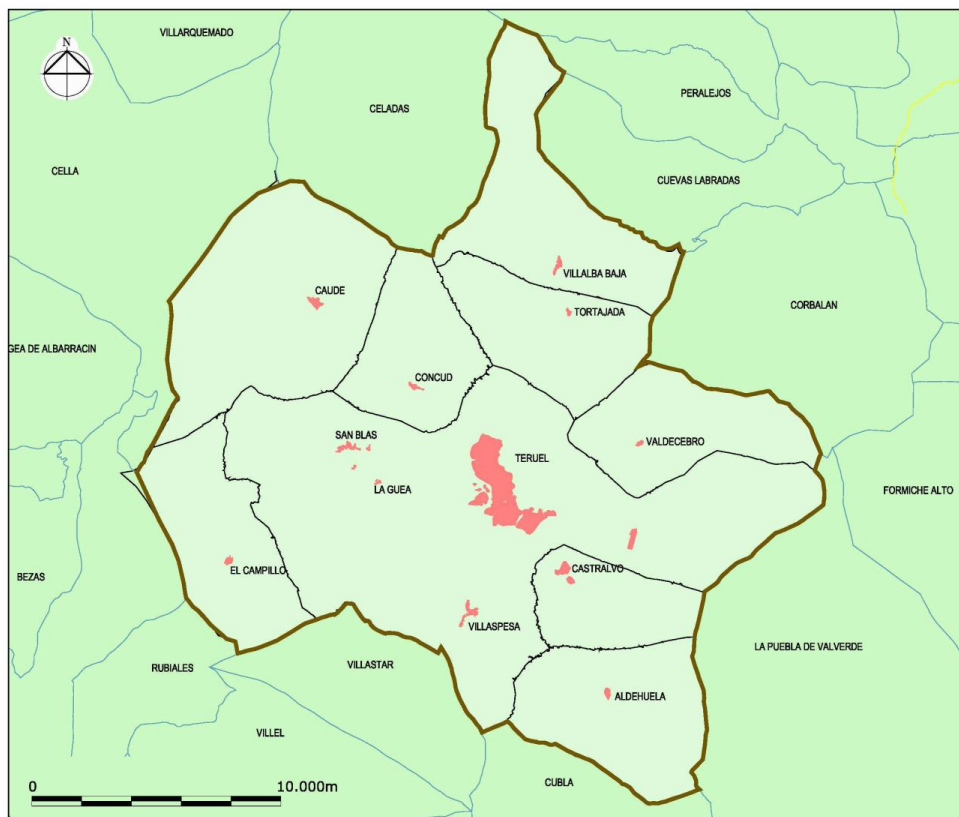 VILLARQUEMADO
N
CELADAS
PERALEJOS
CELLA
CUEVAS LABRADAS
VILLALBA BAJA
CAUDE
CORBALAN
TORTAJADA
GEA DE ALBARRACIN
CONCUD
SAN BLAS
VALDECEBRO
TERUEL
LA GUEA
FORMICHE ALTO
EL CAMPILLO
CASTRALVO
BEZAS
VILLASPESA
LA PUEBLA DE VALVERDE
RUBIALES
VILLASTAR
ALDEHUELA
VILLEL
CUBLA
0
10.000m